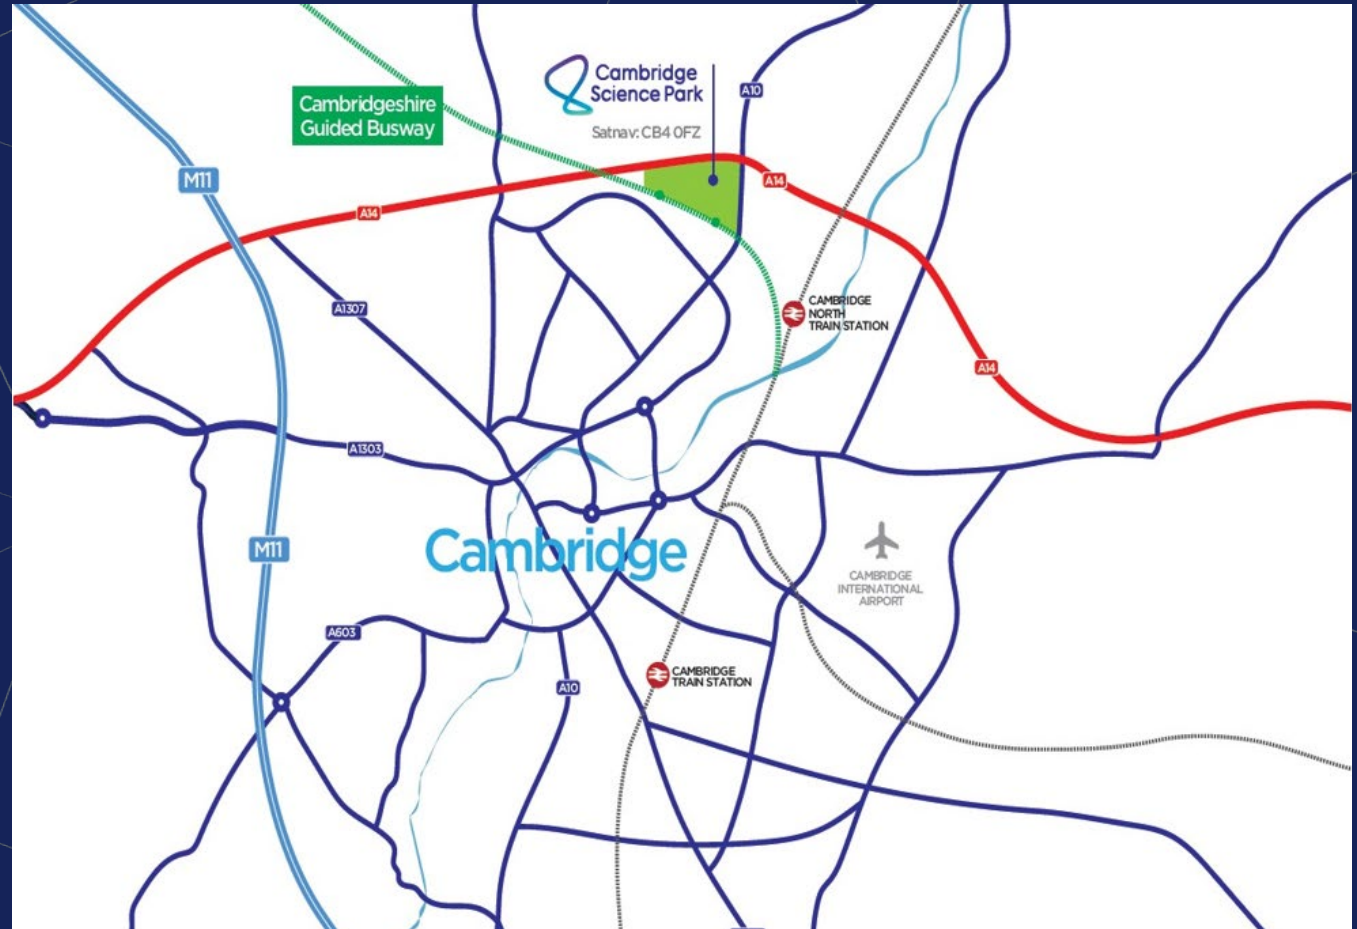 Cambridge
Science Park
Satnav: CB4 0FZ
A10
Cambridgeshire
Guided Busway
M11
A14
A14
A1307
CAMBRIDGE
NORTH
TRAIN STATION
A14
A1303
Cambridge
M11
CAMBRIDGE
INTERNATIONAL
AIRPORT
A603
CAMBRIDGE
TRAIN STATION
A10